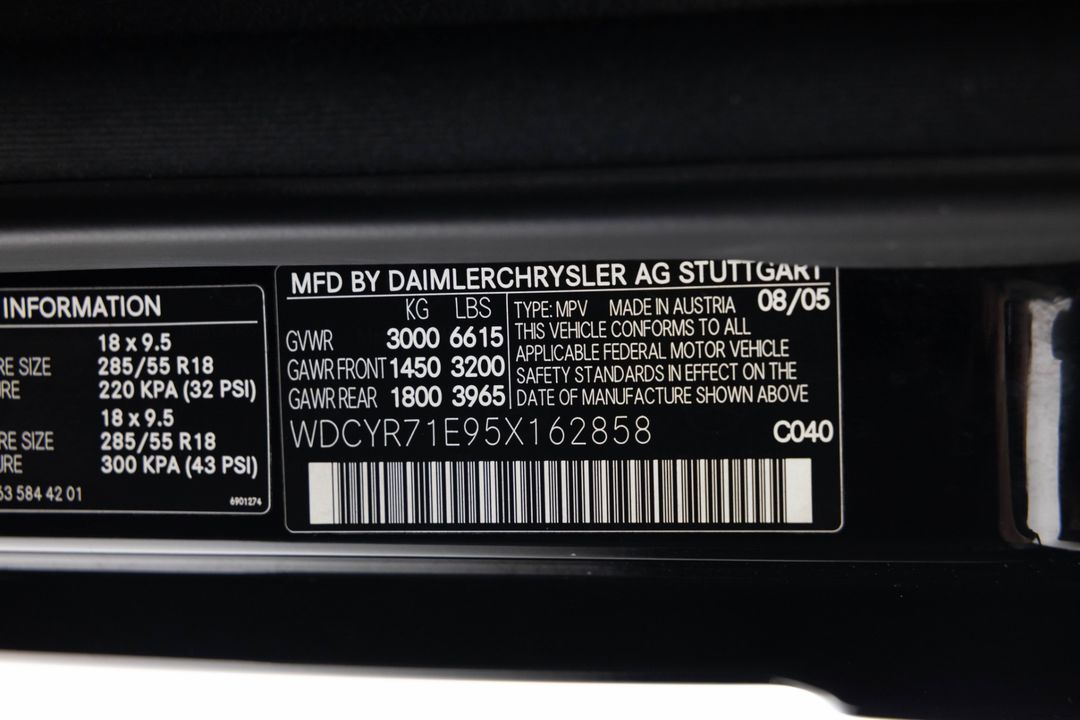 INFORMATION
18 x 9.5
RE SIZE 285/55 R18
RE 220 KPA (32 PSI)
18 x 9.5
RE SIZE 285/55 R18
URE 300 KPA (43 PSI)
63 584 42 01
6901274
MFD BY DAIMLERCHRYSLER AG STUTTGART
KG LBS
GVWR 3000 6615
GAWR FRONT 1450 3200
GAWR REAR 1800 3965
TYPE: MPV MADE IN AUSTRIA 08/05
THIS VEHICLE CONFORMS TO ALL
APPLICABLE FEDERAL MOTOR VEHICLE
SAFETY STANDARDS IN EFFECT ON THE
DATE OF MANUFACTURE SHOWN ABOVE
WDCYR71E95X162858 C040